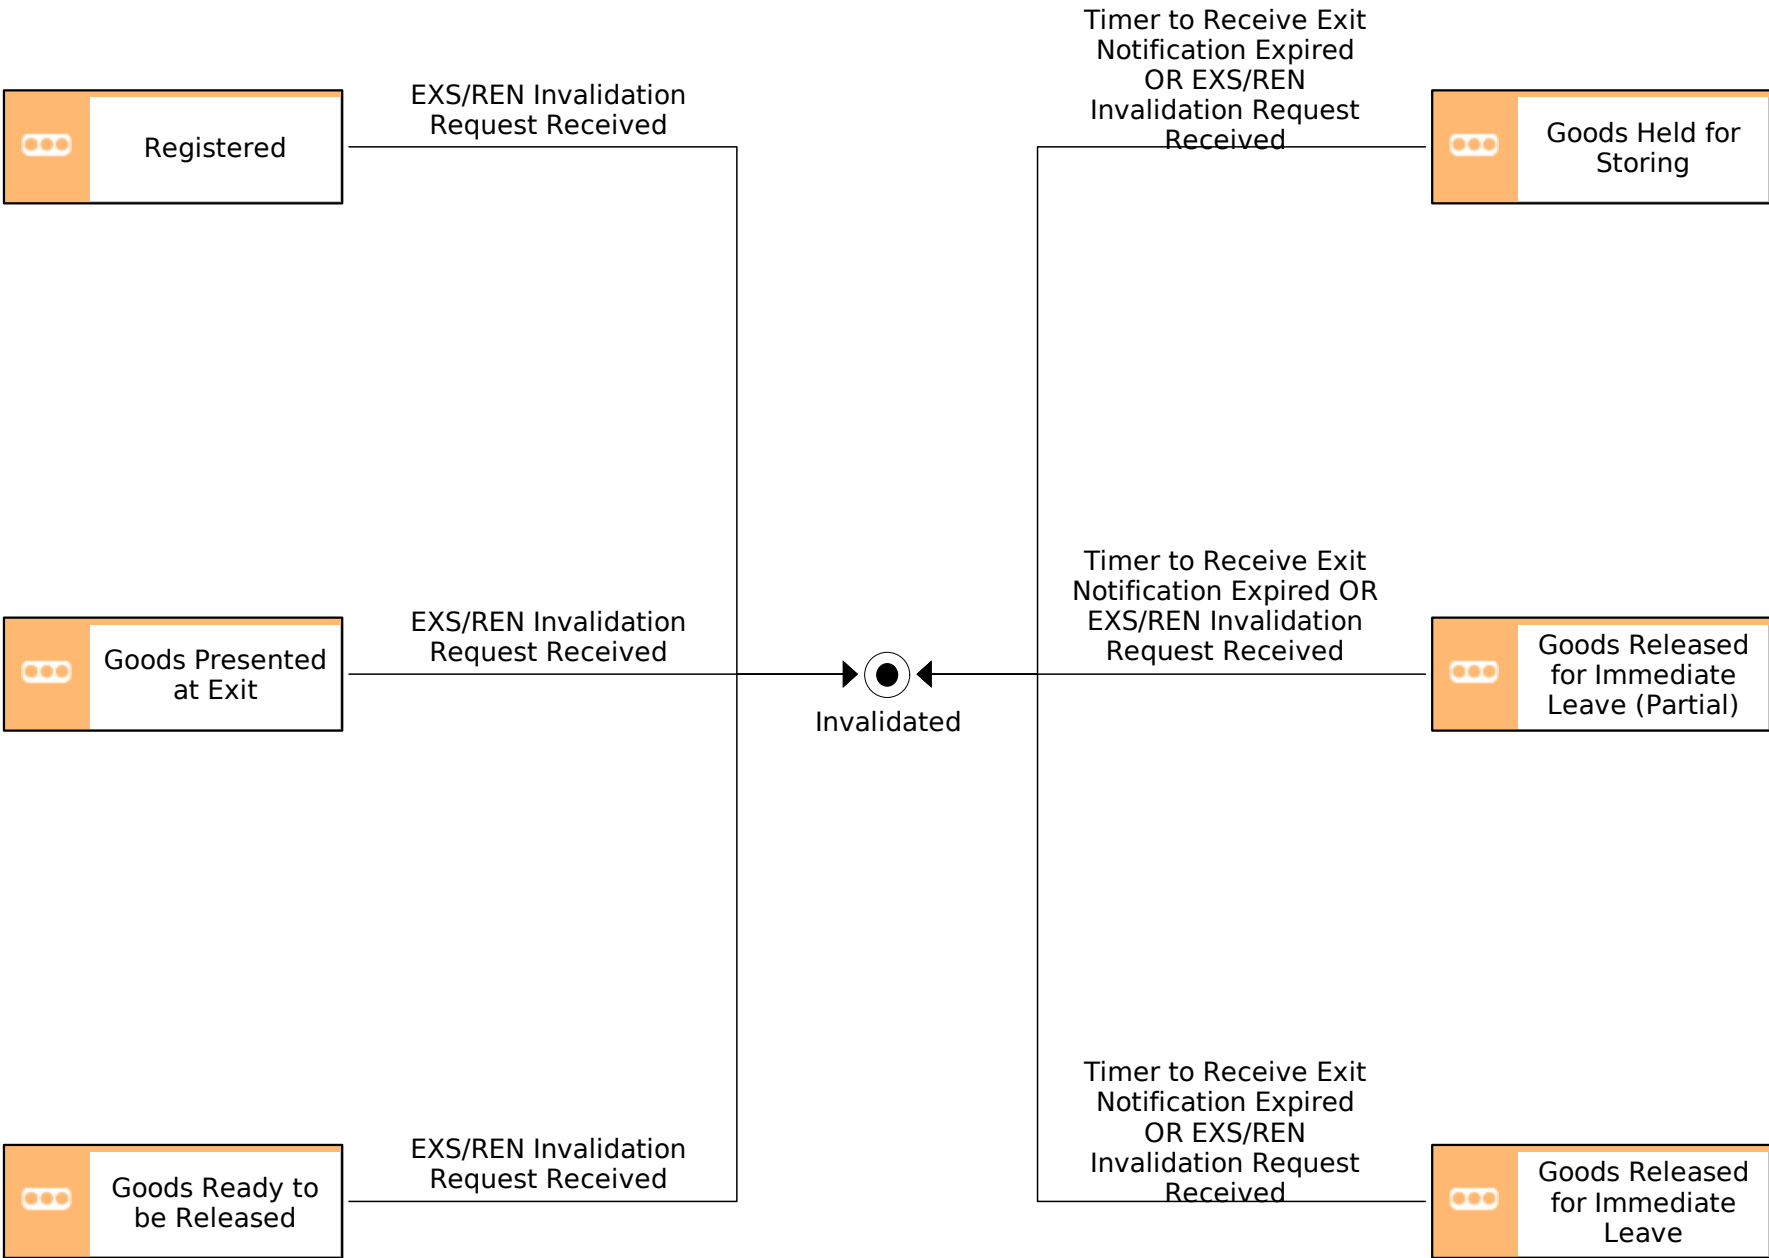 Timer to Receive Exit
Notification Expired
OR EXS/REN
Invalidation Request
Received
EXS/REN Invalidation
Request Received
Registered
Goods Held for
Storing
Timer to Receive Exit
Notification Expired OR
EXS/REN Invalidation
Request Received
EXS/REN Invalidation
Request Received
Goods Presented
at Exit
Goods Released
for Immediate
Leave (Partial)
Invalidated
Timer to Receive Exit
Notification Expired
OR EXS/REN
Invalidation Request
Received
EXS/REN Invalidation
Request Received
Goods Ready to
be Released
Goods Released
for Immediate
Leave